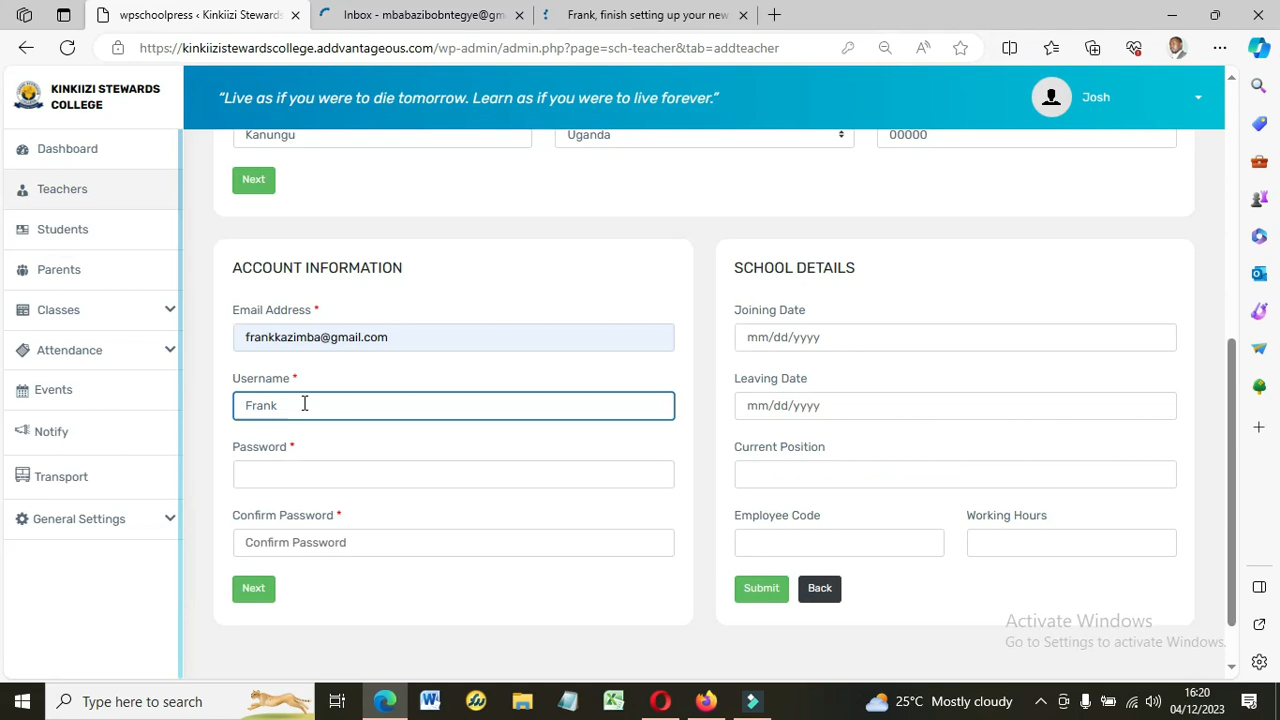 wpschoolpress ‹ Kinkiizi Stewards
Inbox - mbabazibobntegye@gm
Frank, finish setting up your new
https://kinkiizistewardscollege.addvantageous.com/wp-admin/admin.php?page=sch-teacher&tab=addteacher
KINKIIZI STEWARDS
COLLEGE
“Live as if you were to die tomorrow. Learn as if you were to live forever.”
Josh
Dashboard
Teachers
Students
Parents
Classes
Attendance
Events
Notify
Transport
General Settings
Kanungu
Uganda
00000
Next
ACCOUNT INFORMATION
Email Address *
frankkazimba@gmail.com
Username *
Frank
Password *
Confirm Password *
Confirm Password
Next
SCHOOL DETAILS
Joining Date
mm/dd/yyyy
Leaving Date
mm/dd/yyyy
Current Position
Employee Code
Working Hours
Submit
Back
Activate Windows
Go to Settings to activate Windows.
Type here to search
25°C Mostly cloudy
16:20
04/12/2023